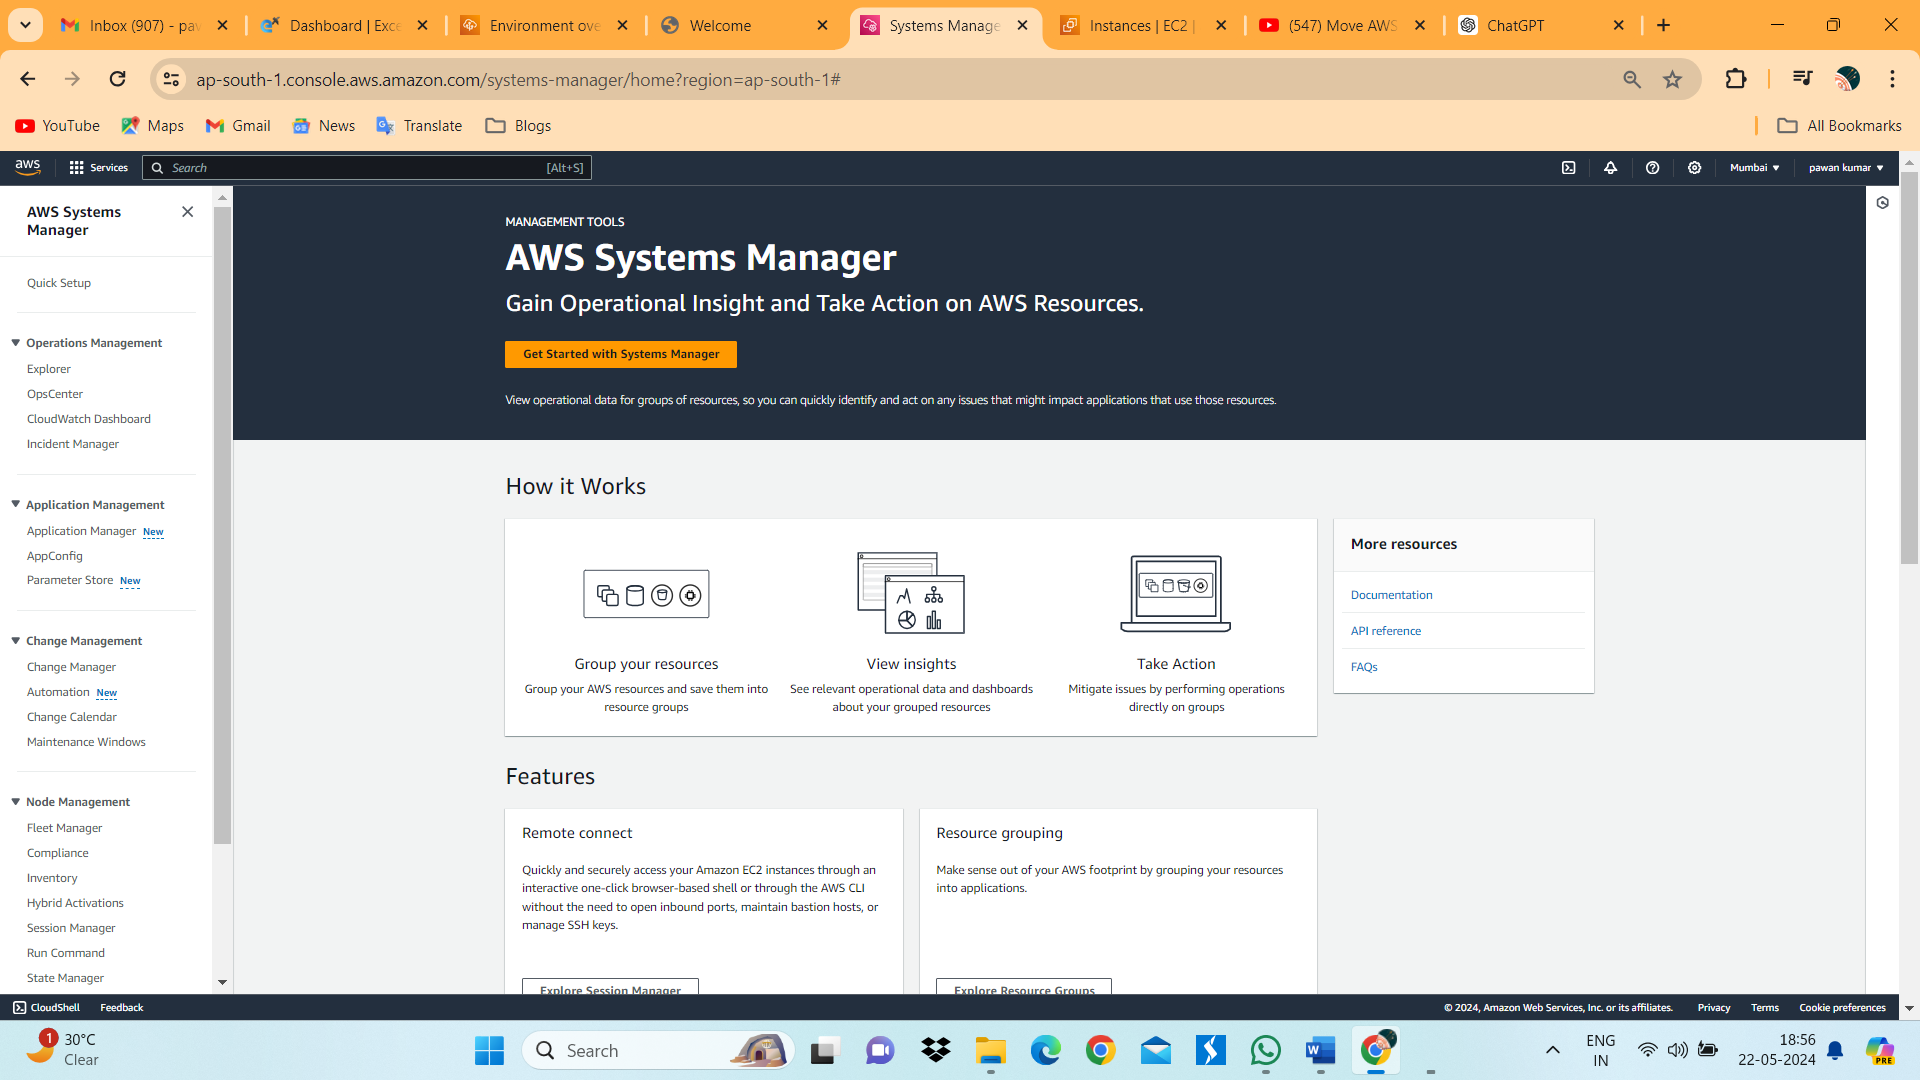 Inbox (907) - pav
Dashboard | Exce
Environment ove
Welcome
Systems Manage
Instances | EC2 |
(547) Move AWS
ChatGPT
ap-south-1.console.aws.amazon.com/systems-manager/home?region=ap-south-1#
YouTube
Maps
Gmail
News
Translate
Blogs
All Bookmarks
aws
Services
Search
[Alt+S]
Mumbai
pawan kumar
AWS Systems
Manager
Quick Setup
Operations Management
Explorer
OpsCenter
CloudWatch Dashboard
Incident Manager
Application Management
Application Manager New
AppConfig
Parameter Store New
Change Management
Change Manager
Automation New
Change Calendar
Maintenance Windows
Node Management
Fleet Manager
Compliance
Inventory
Hybrid Activations
Session Manager
Run Command
State Manager
MANAGEMENT TOOLS
AWS Systems Manager
Gain Operational Insight and Take Action on AWS Resources.
Get Started with Systems Manager
View operational data for groups of resources, so you can quickly identify and act on any issues that might impact applications that use those resources.
How it Works
Group your resources
Group your AWS resources and save them into
resource groups
View insights
See relevant operational data and dashboards
about your grouped resources
Take Action
Mitigate issues by performing operations
directly on groups
More resources
Documentation
API reference
FAQs
Features
Remote connect
Quickly and securely access your Amazon EC2 instances through an
interactive one-click browser-based shell or through the AWS CLI
without the need to open inbound ports, maintain bastion hosts, or
manage SSH keys.
Explore Session Manager
Resource grouping
Make sense out of your AWS footprint by grouping your resources
into applications.
Explore Resource Groups
CloudShell
Feedback
© 2024, Amazon Web Services, Inc. or its affiliates.
Privacy
Terms
Cookie preferences
1
30°C
Clear
Search
ENG
IN
18:56
22-05-2024
PRE